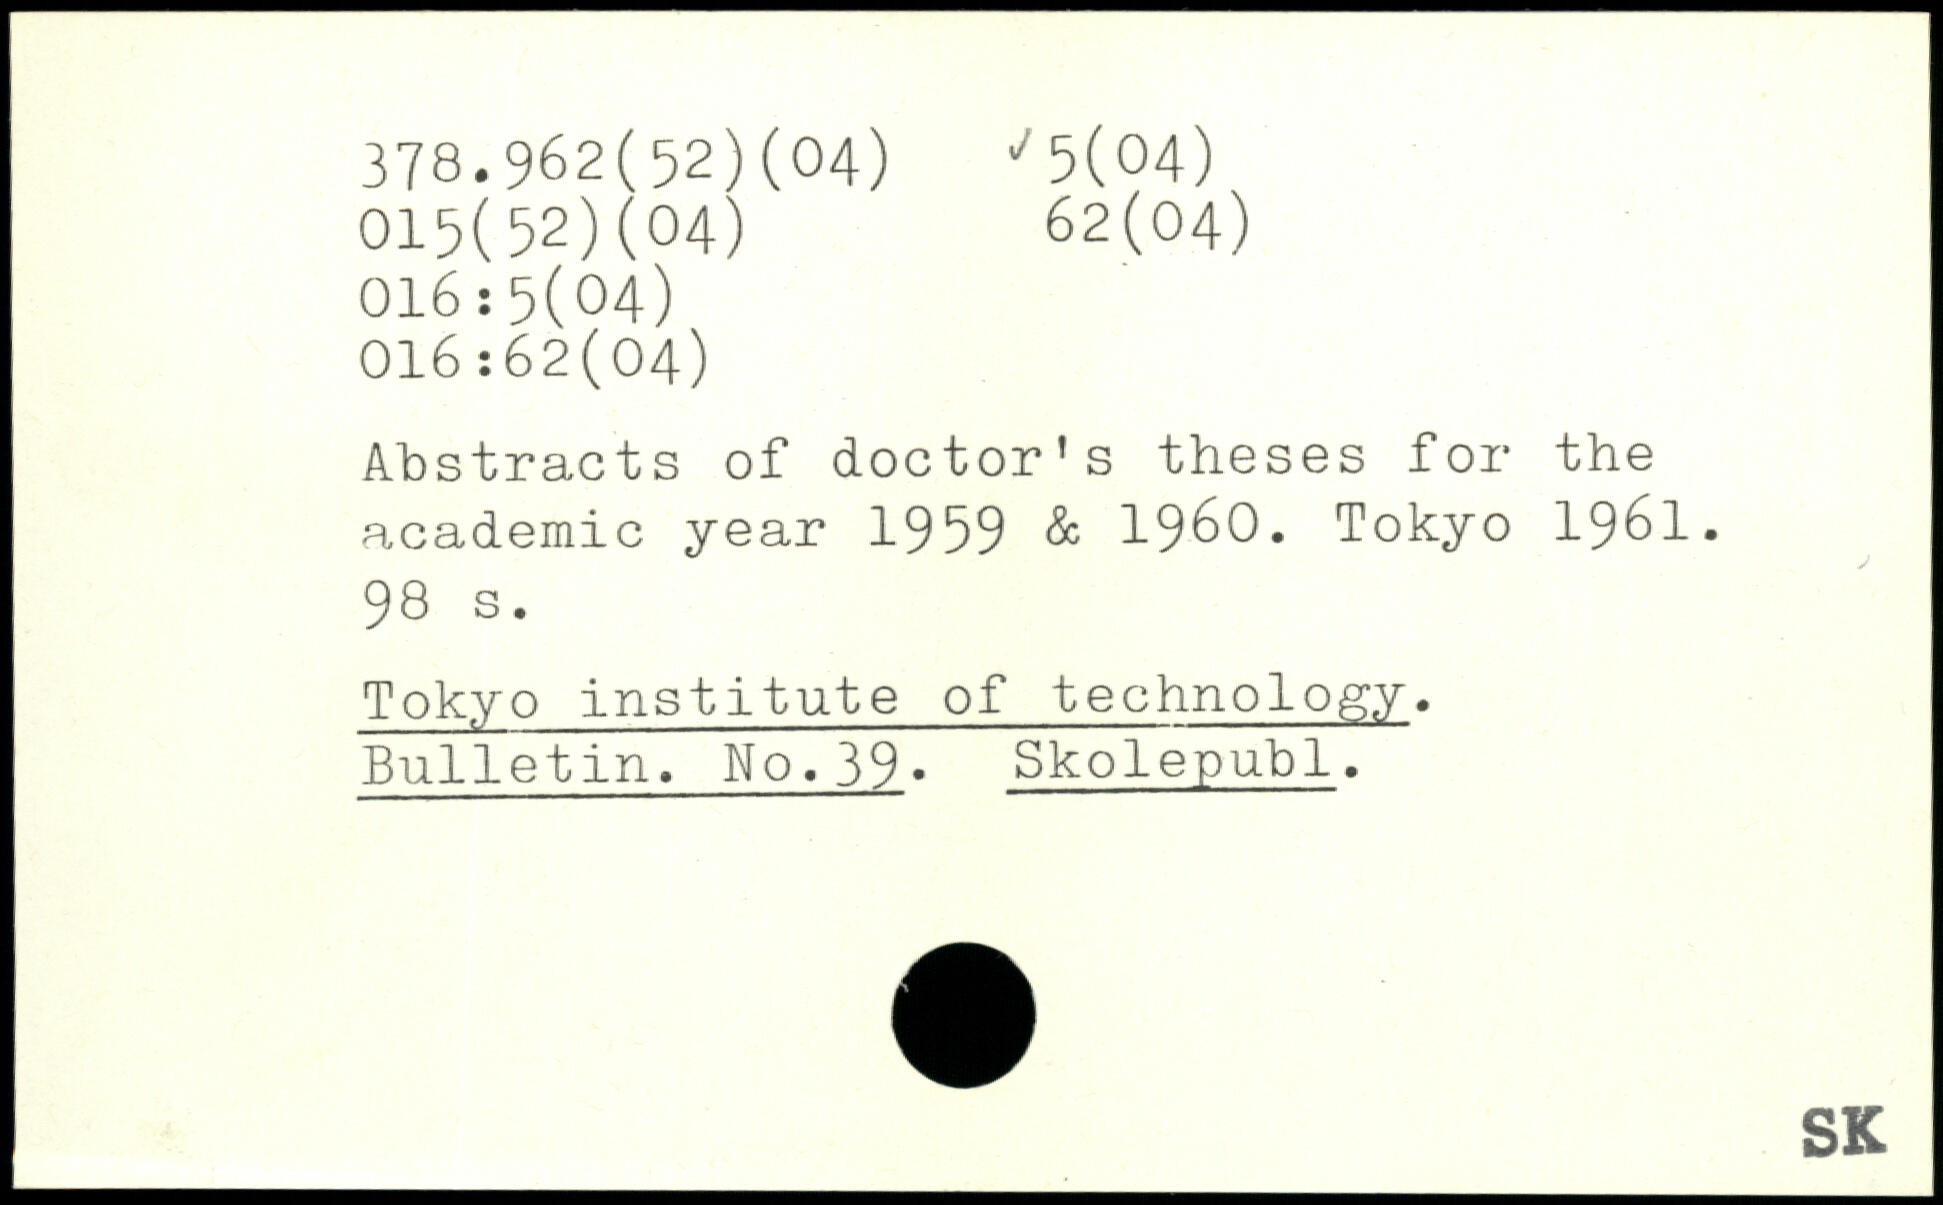 378.962(52)(04) ✓ 5(04)
015(52)(04) 62(04)
016:5(04)
016:62(04)
Abstracts of doctor's theses for the
academic year 1959 & 1960. Tokyo 1961.
98 s.
Tokyo institute of technology.
Bulletin. No.39. Skolepubl.
SK